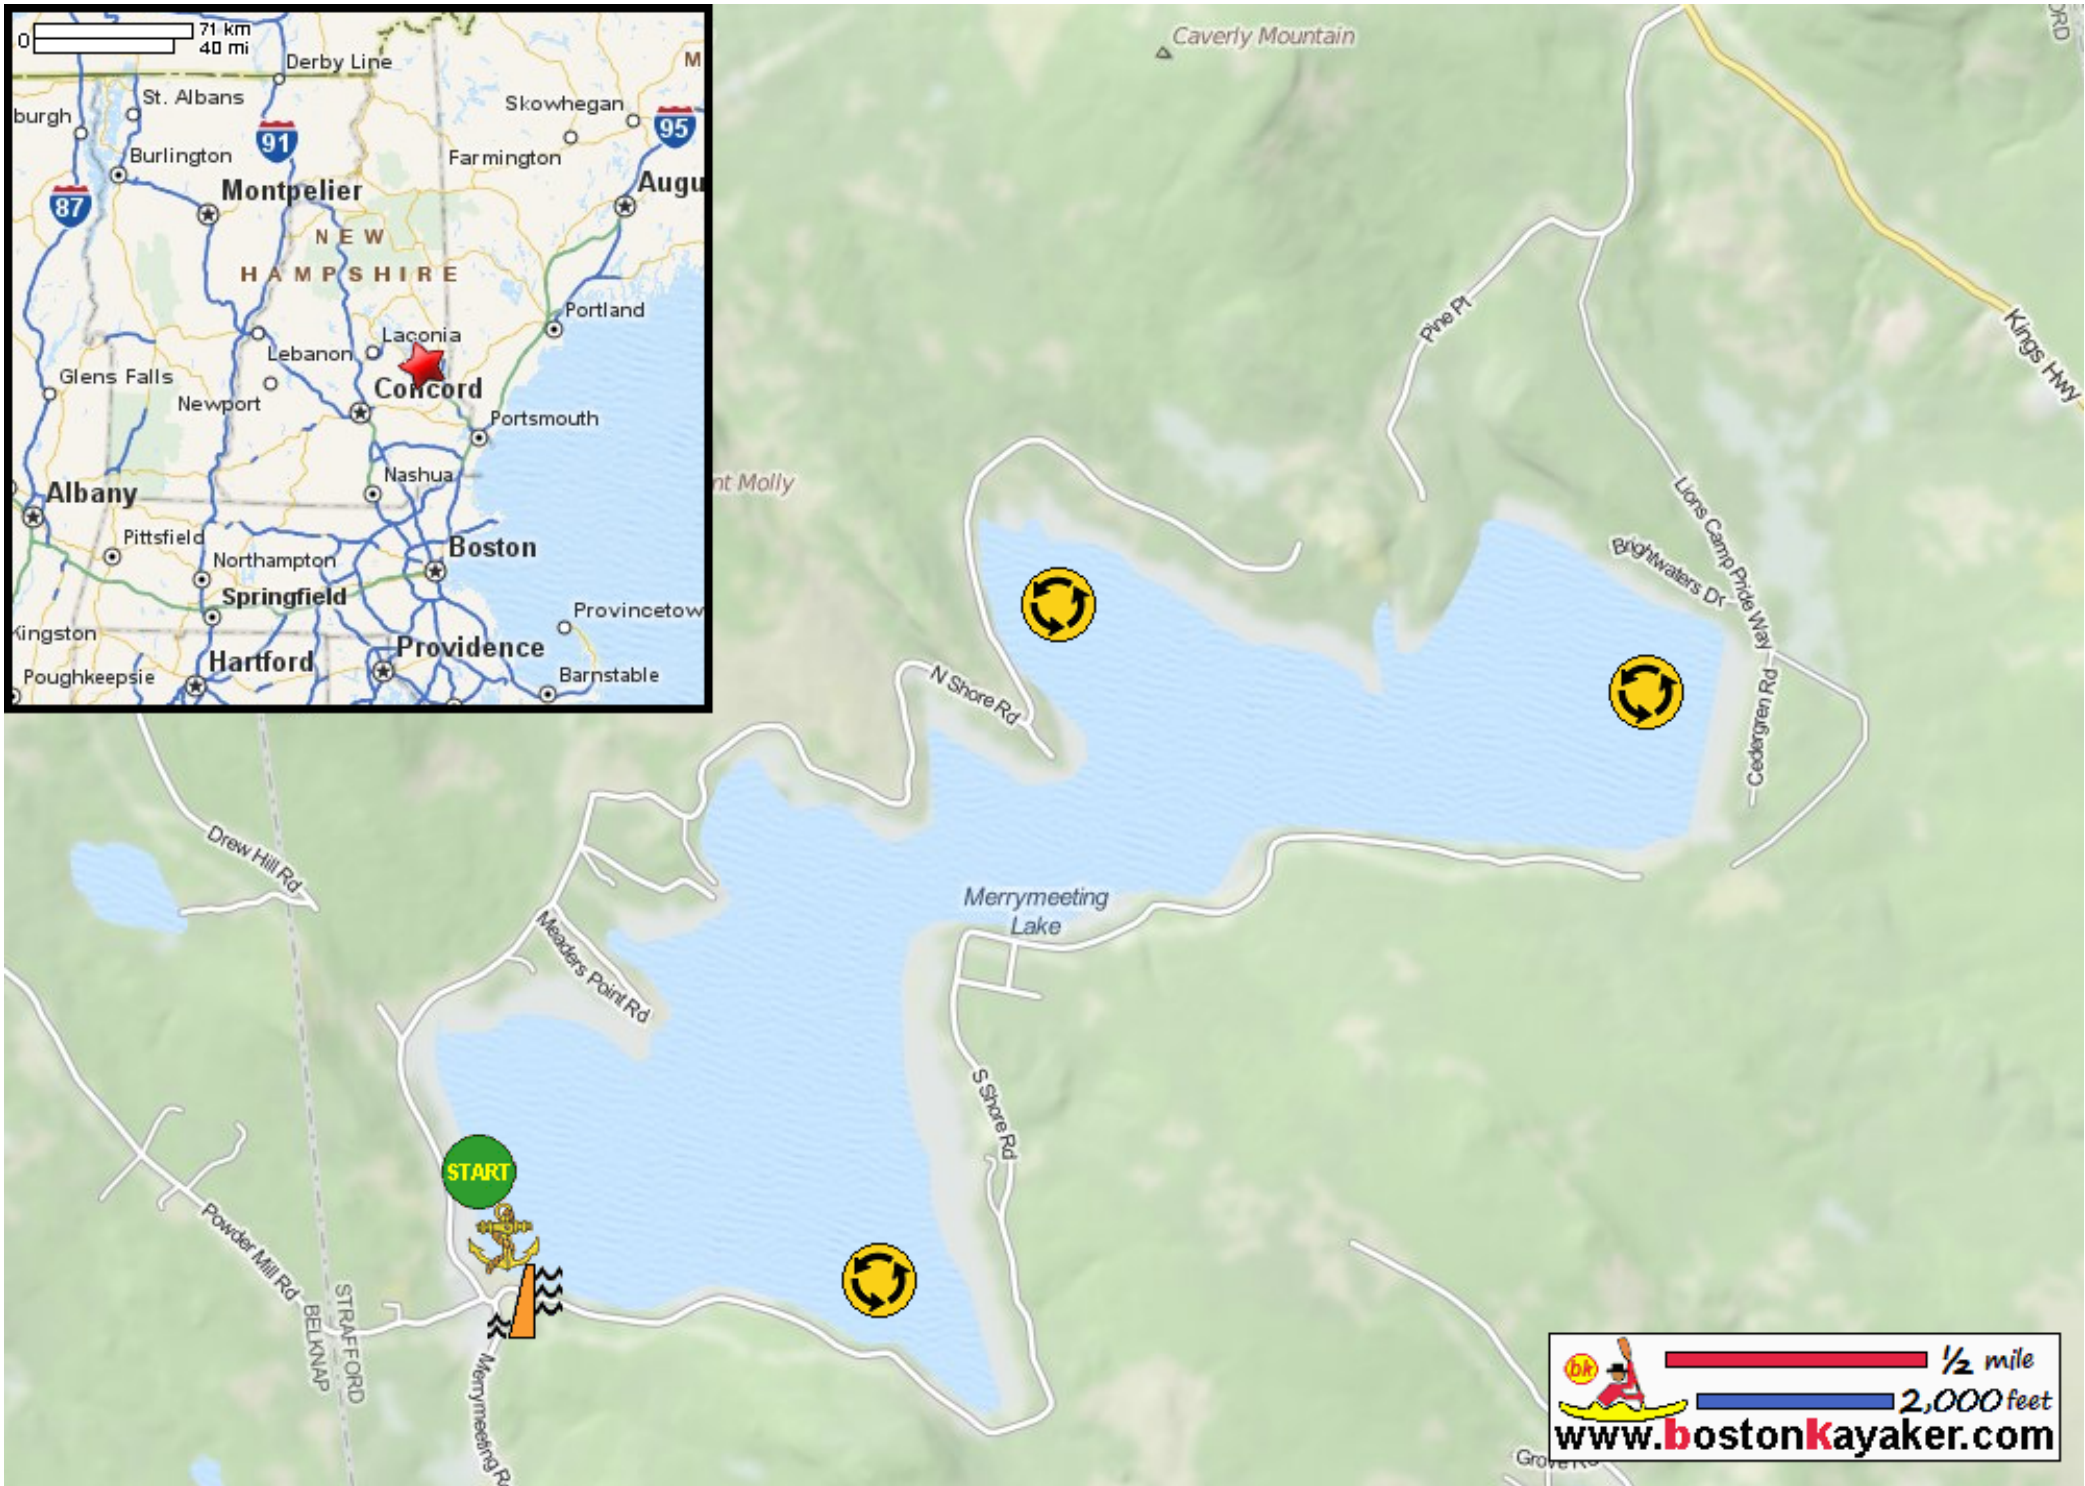 0
71 km
40 mi
Derby Line
M
St. Albans
Skowhegan
burgh
91
95
Burlington
Farmington
87
Montpelier
Augu
NEW
HAMPSHIRE
Portland
Laconia
Lebanon
Glens Falls
Concord
Newport
Portsmouth
Nashua
Albany
Pittsfield
Boston
Northampton
Springfield
Provincetow
Kingston
Providence
Hartford
Poughkeepsie
Barnstable
Caverly Mountain
ORD
Kings Hwy
Pine Pt
nt Molly
Lions Camp Pride Way
Brightwaters Dr
N Shore Rd
Cedergren Rd
Drew Hill Rd
Merrymeeting
Lake
Meaders Point Rd
S Shore Rd
START
Powder Mill Rd
STRAFFORD
BELKNAP
Merrymeeting R
bk
1/2 mile
2,000 feet
www.bostonkayaker.com
Grove Rd